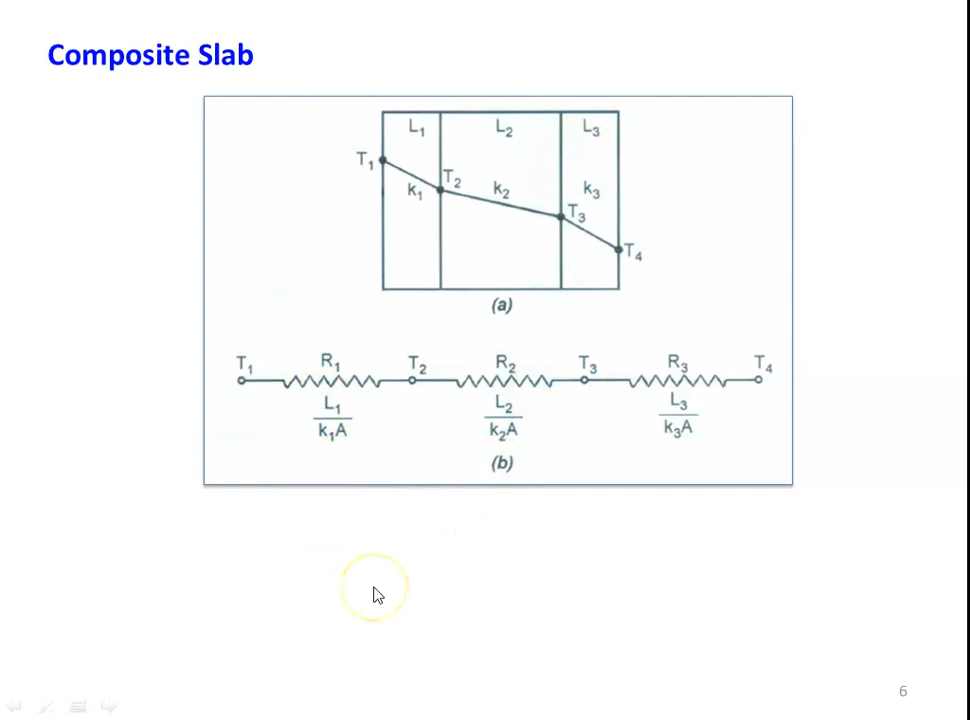 Composite Slab
L₁ L₂ L₃
T₁
T₂
k₁ k₂ k₃
T₃
T₄
(a)
T₁ R₁ T₂ R₂ T₃ R₃ T₄
L₁ L₂ L₃
k₁A k₂A k₃A
(b)
6